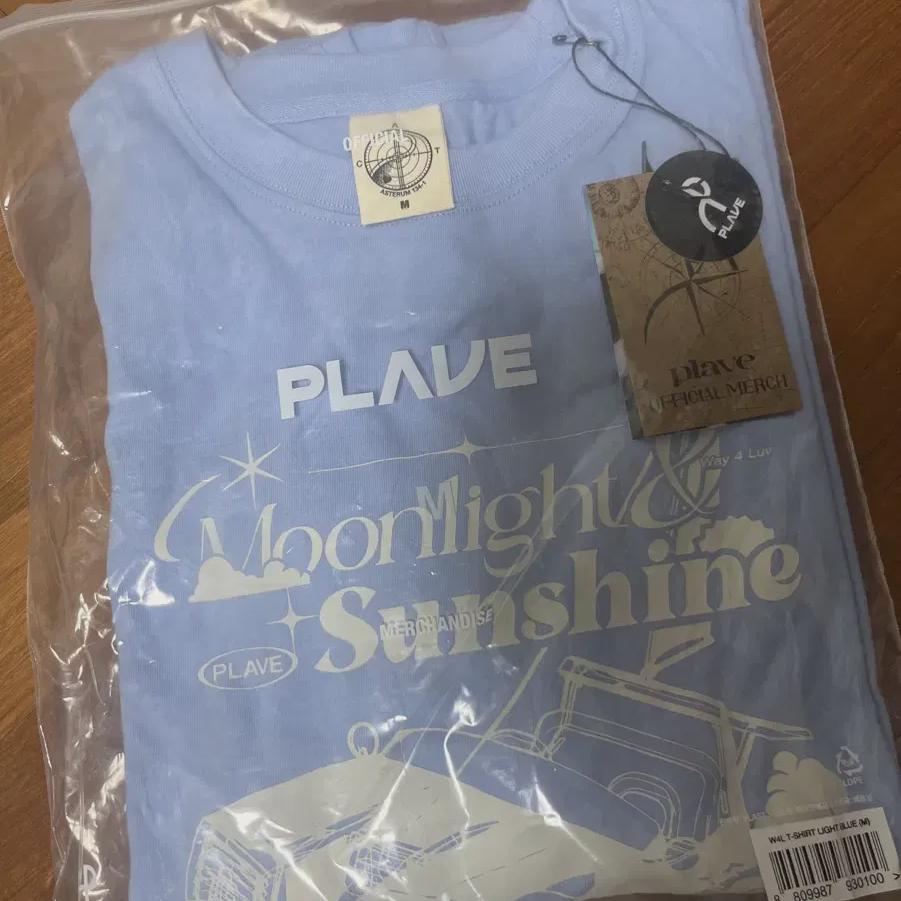 OFFICIAL
A
C T
ASTERUM 134-1
M
PLAVE
plave
OFFICIAL MERCH
PLAVE
Way 4 Luv
Moonlight &
Sunshine
MERCHANDISE
PLAVE
LDPE
W4L T-SHIRT LIGHT BLUE (M)
8 809987 930100 >